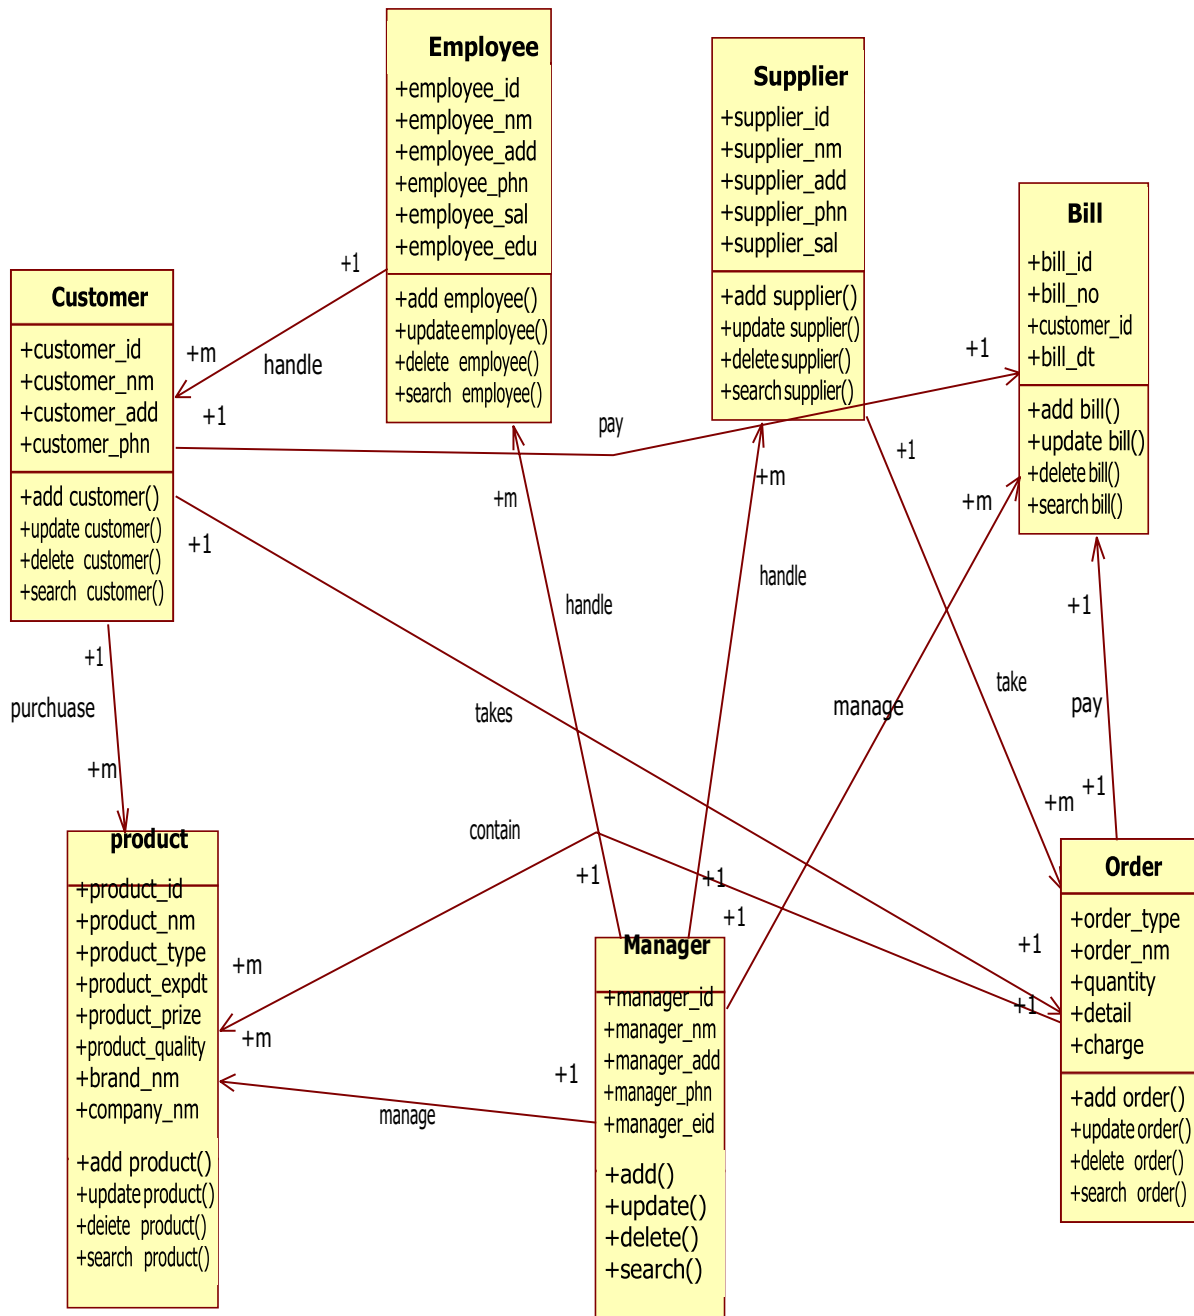 Employee
+employee_id
+employee_nm
+employee_add
+employee_phn
+employee_sal
+employee_edu
+add employee()
+update employee()
+delete employee()
+search employee()
Supplier
+supplier_id
+supplier_nm
+supplier_add
+supplier_phn
+supplier_sal
+add supplier()
+update supplier()
+delete supplier()
+search supplier()
Bill
+bill_id
+bill_no
+customer_id
+bill_dt
+add bill()
+update bill()
+delete bill()
+search bill()
Customer
+customer_id
+customer_nm
+customer_add
+customer_phn
+add customer()
+update customer()
+delete customer()
+search customer()
+1
+m
handle
+1
pay
+1
+1
+m
+m
+1
+m
handle
handle
+1
purchuase
+m
takes
manage
take
+1
pay
+1
+m
contain
+1
+1
+1
+1
+1
+m
+m
+1
manage
product
+product_id
+product_nm
+product_type
+product_expdt
+product_prize
+product_quality
+brand_nm
+company_nm
+add product()
+update product()
+deiete product()
+search product()
Manager
+manager_id
+manager_nm
+manager_add
+manager_phn
+manager_eid
+add()
+update()
+delete()
+search()
Order
+order_type
+order_nm
+quantity
+detail
+charge
+add order()
+update order()
+delete order()
+search order()